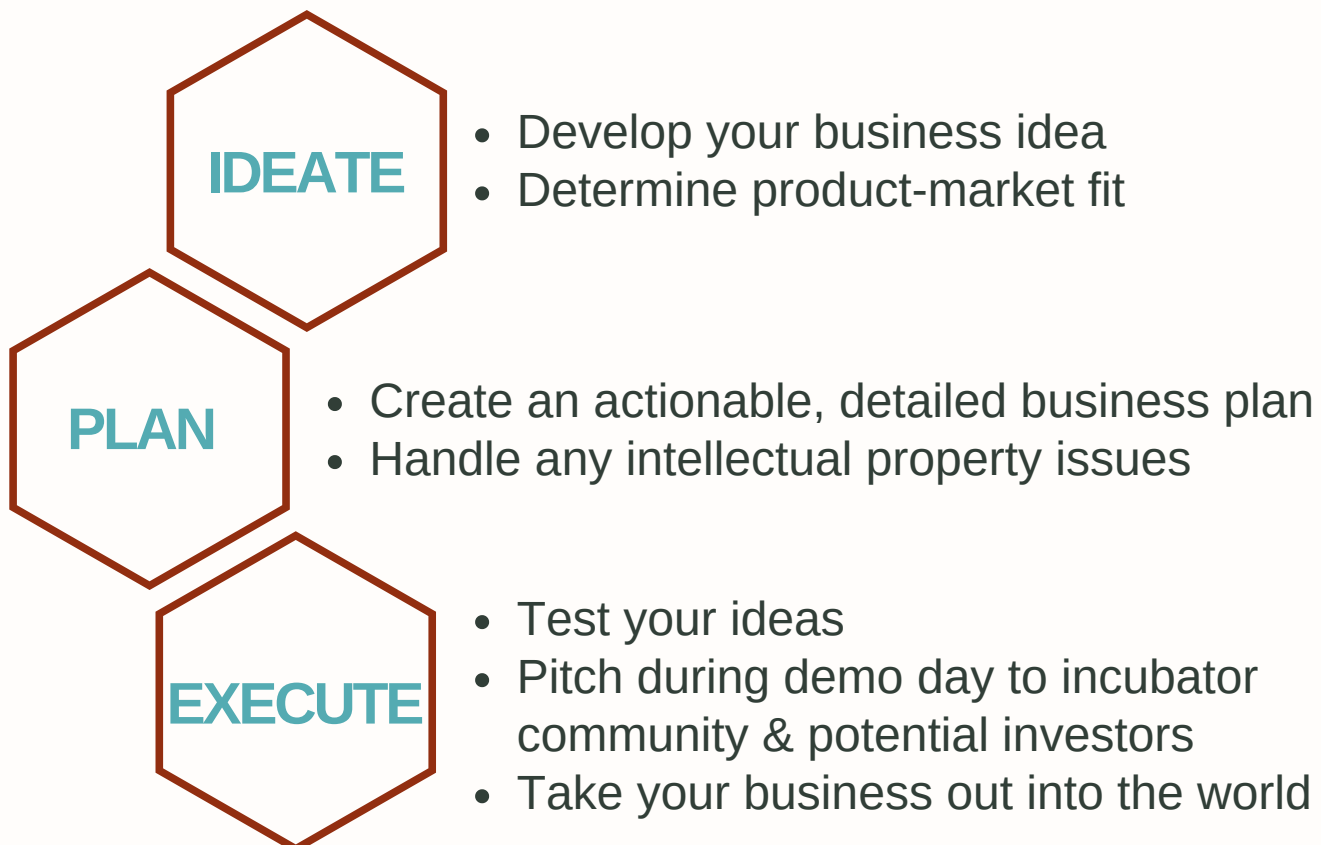 IDEATE
• Develop your business idea
• Determine product-market fit
PLAN
• Create an actionable, detailed business plan
• Handle any intellectual property issues
EXECUTE
• Test your ideas
• Pitch during demo day to incubator
community & potential investors
• Take your business out into the world